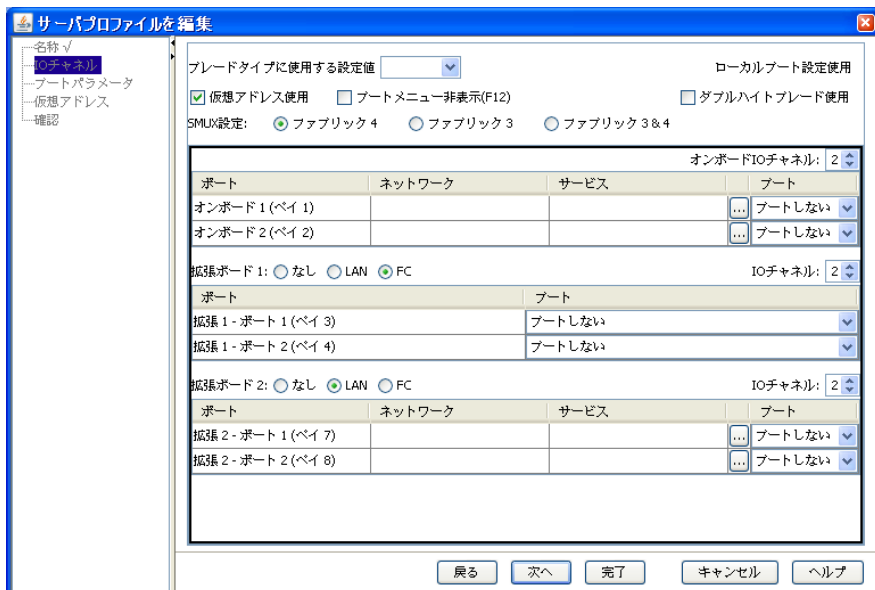 サーバプロファイルを編集
名称 √
IOチャネル
ブートパラメータ
仮想アドレス
確認
ブレードタイプに使用する設定値
ローカルブート設定使用
仮想アドレス使用 ブートメニュー非表示(F12) ダブルハイトブレード使用
SMUX設定: ファブリック 4 ファブリック 3 ファブリック 3 & 4
オンボードIOチャネル: 2
ポート ネットワーク サービス ブート
オンボード 1 (ベイ 1) ... ブートしない
オンボード 2 (ベイ 2) ... ブートしない
拡張ボード 1: なし LAN FC IOチャネル: 2
ポート ブート
拡張 1 - ポート 1 (ベイ 3) ブートしない
拡張 1 - ポート 2 (ベイ 4) ブートしない
拡張ボード 2: なし LAN FC IOチャネル: 2
ポート ネットワーク サービス ブート
拡張 2 - ポート 1 (ベイ 7) ... ブートしない
拡張 2 - ポート 2 (ベイ 8) ... ブートしない
戻る 次へ 完了 キャンセル ヘルプ